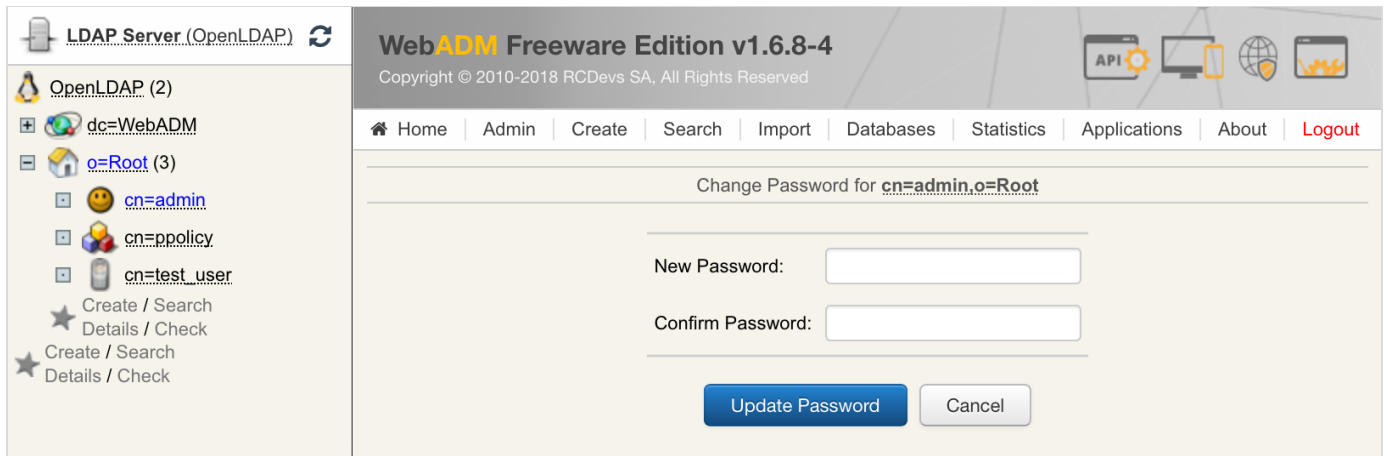 LDAP Server (OpenLDAP)
OpenLDAP (2)
dc=WebADM
o=Root (3)
cn=admin
cn=ppolicy
cn=test_user
Create / Search
Details / Check
Create / Search
Details / Check
WebADM Freeware Edition v1.6.8-4
Copyright © 2010-2018 RCDevs SA, All Rights Reserved
API
Home Admin Create Search Import Databases Statistics Applications About Logout
Change Password for cn=admin,o=Root
New Password:
Confirm Password:
Update Password Cancel